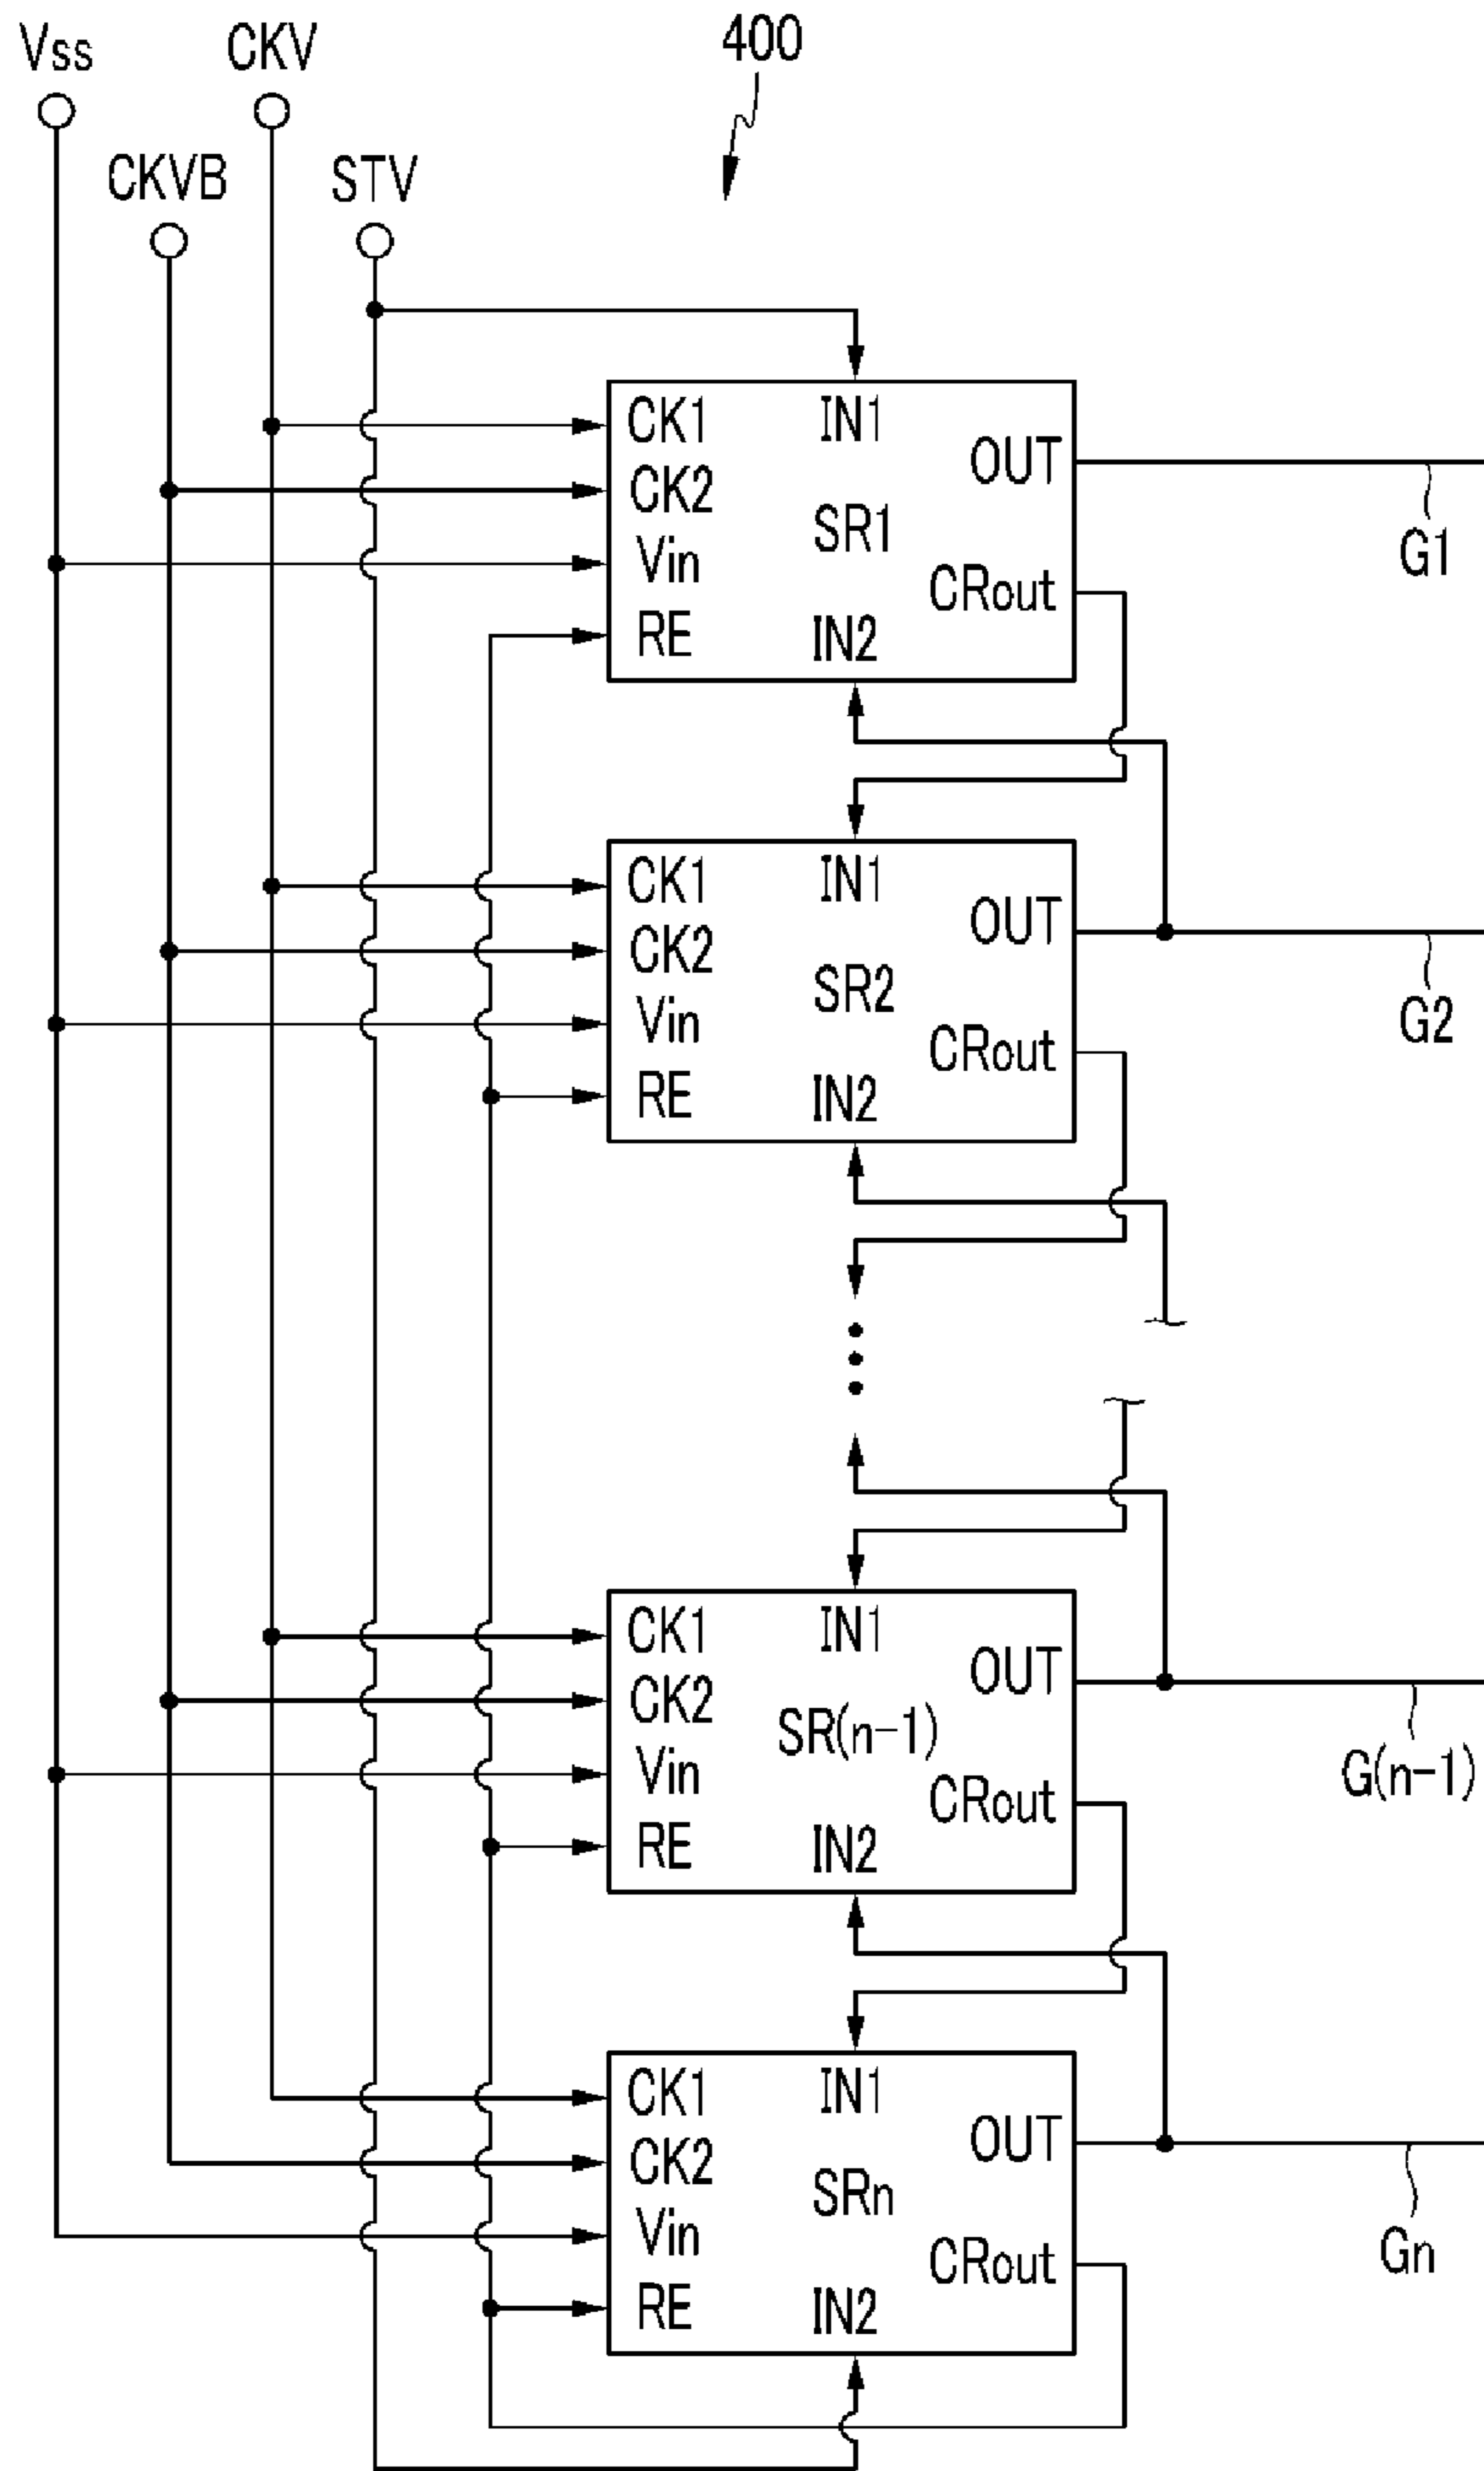 Vss CKV 400
CKVB STV
CK1 IN1
OUT
CK2
SR1
G1
Vin
CRout
RE IN2
CK1 IN1
OUT
CK2
SR2
G2
Vin
CRout
RE IN2
CK1 IN1
OUT
CK2
SR(n-1)
G(n-1)
Vin
CRout
RE IN2
CK1 IN1
OUT
CK2
SRn
Vin
Gn
CRout
RE IN2